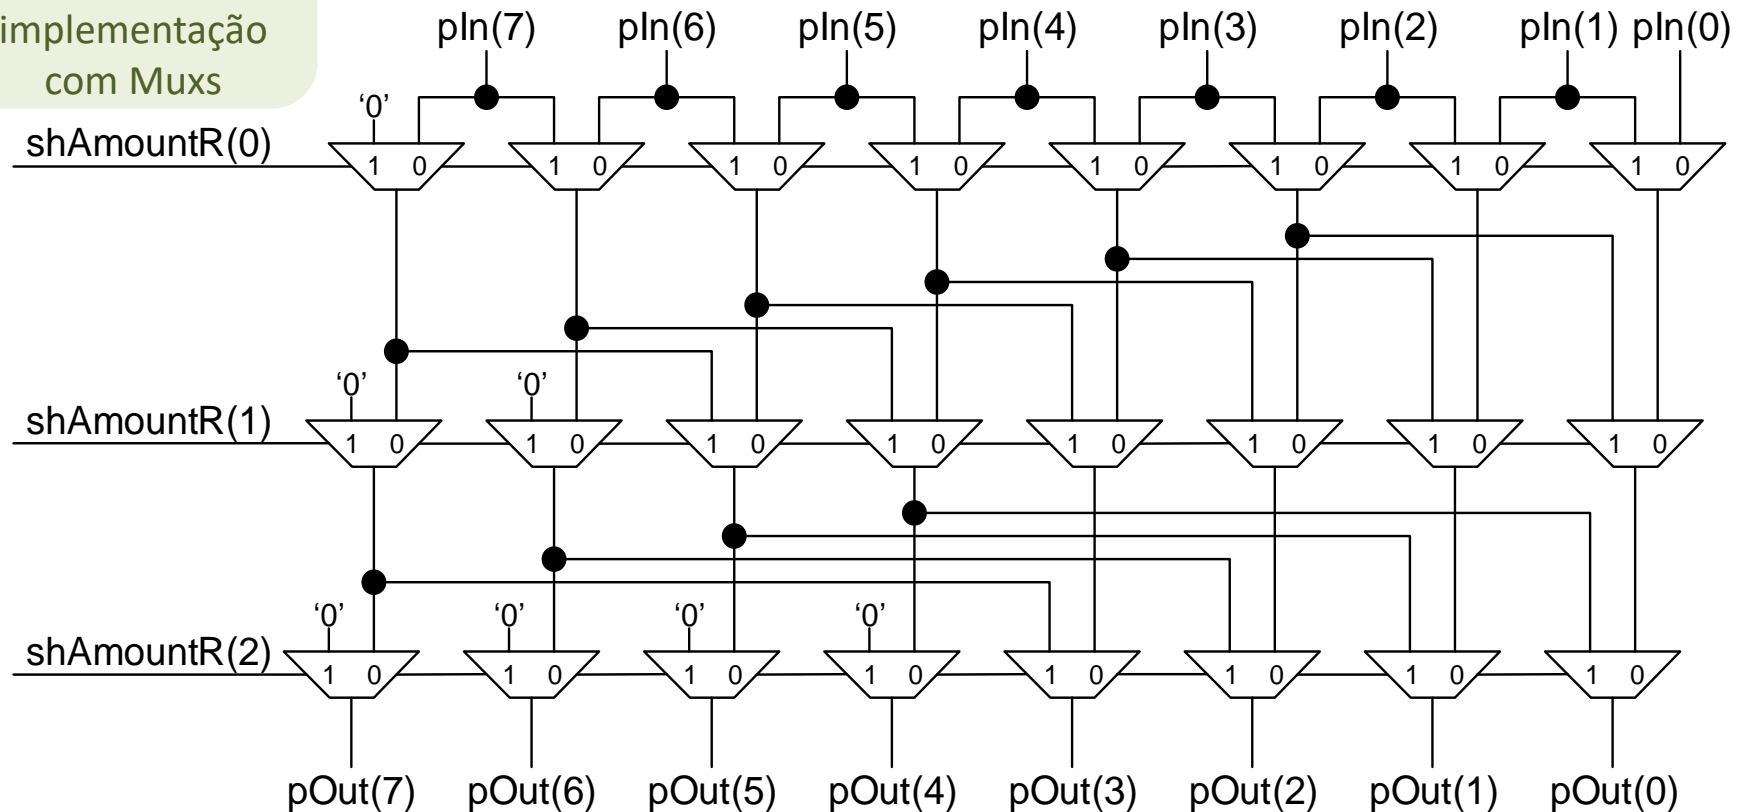 implementação
com Muxs
pIn(7) pIn(6) pIn(5) pIn(4) pIn(3) pIn(2) pIn(1) pIn(0)
‘0’
shAmountR(0)
1 0 1 0 1 0 1 0 1 0 1 0 1 0 1 0
‘0’ ‘0’
shAmountR(1)
1 0 1 0 1 0 1 0 1 0 1 0 1 0 1 0
‘0’ ‘0’ ‘0’ ‘0’
shAmountR(2)
1 0 1 0 1 0 1 0 1 0 1 0 1 0 1 0
pOut(7) pOut(6) pOut(5) pOut(4) pOut(3) pOut(2) pOut(1) pOut(0)